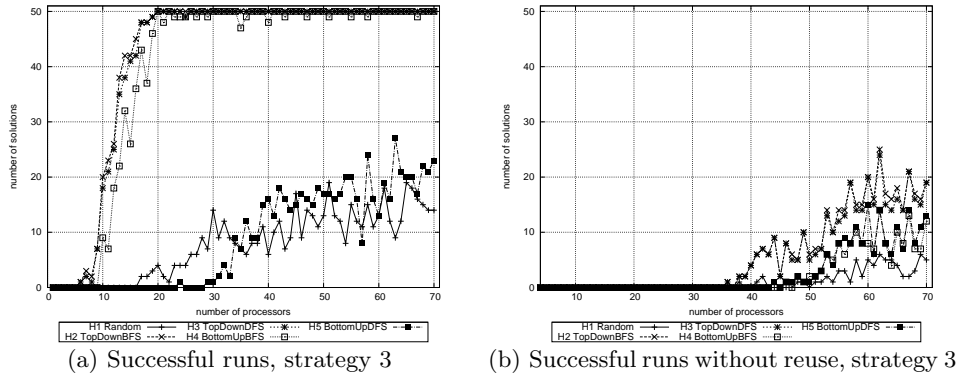 50
40
30
20
10
0
number of solutions
0 10 20 30 40 50 60 70
number of processors
H1 Random
H2 TopDownBFS
H3 TopDownDFS
H4 BottomUpBFS
H5 BottomUpDFS
(a) Successful runs, strategy 3
50
40
30
20
10
0
number of solutions
10 20 30 40 50 60 70
number of processors
H1 Random
H2 TopDownBFS
H3 TopDownDFS
H4 BottomUpBFS
H5 BottomUpDFS
(b) Successful runs without reuse, strategy 3